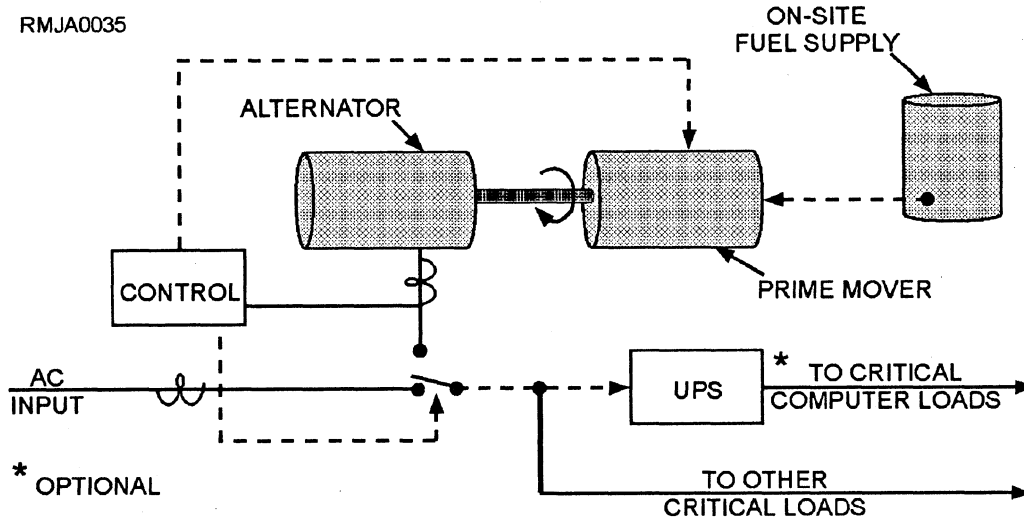 RMJA0035
ON-SITE
FUEL SUPPLY
ALTERNATOR
CONTROL
PRIME MOVER
AC
INPUT
UPS
* TO CRITICAL
COMPUTER LOADS
* OPTIONAL
TO OTHER
CRITICAL LOADS